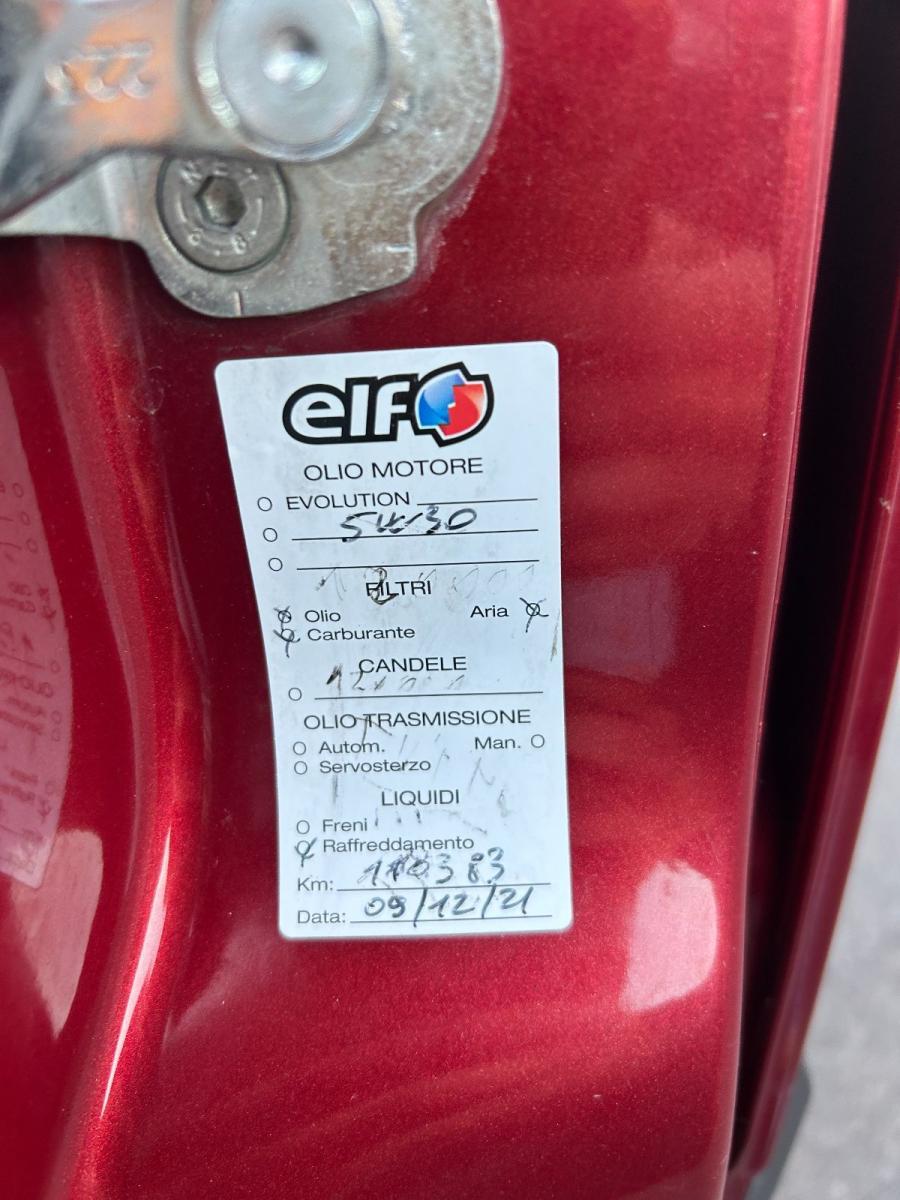 elf
OLIO MOTORE
EVOLUTION
5W30
FILTRI
Olio Aria
Carburante
CANDELE
OLIO TRASMISSIONE
Autom. Man.
Servosterzo
LIQUIDI
Freni
Raffreddamento
Km:
Data: 09/12/21